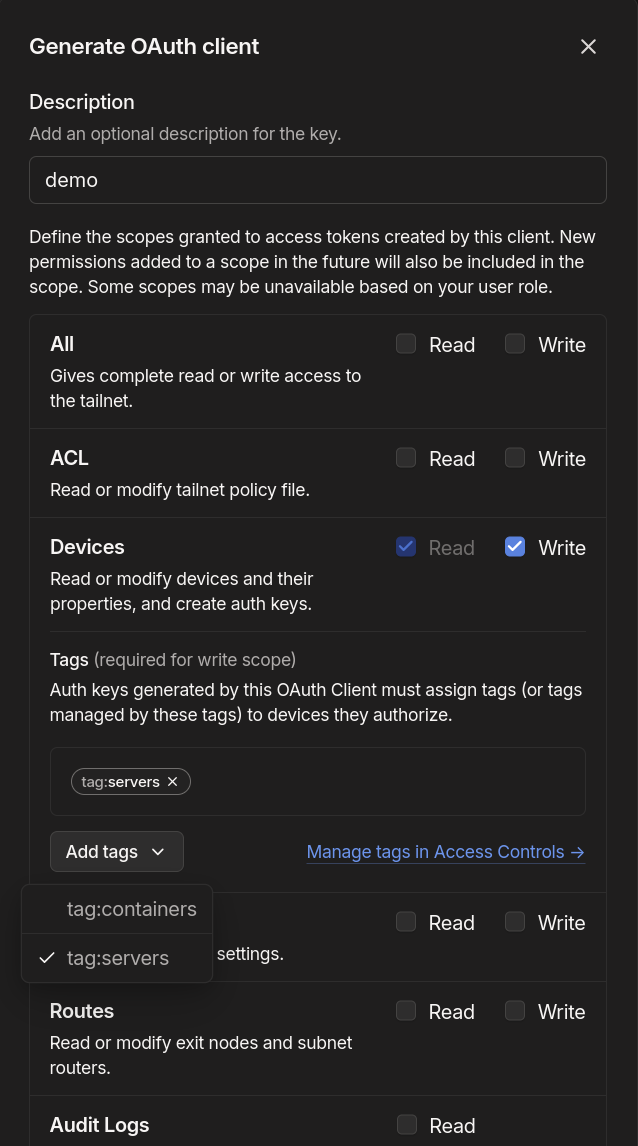 Generate OAuth client
Description
Add an optional description for the key.
demo
Define the scopes granted to access tokens created by this client. New
permissions added to a scope in the future will also be included in the
scope. Some scopes may be unavailable based on your user role.
All
Read
Write
Gives complete read or write access to
the tailnet.
ACL
Read
Write
Read or modify tailnet policy file.
Devices
Read
Write
Read or modify devices and their
properties, and create auth keys.
Tags (required for write scope)
Auth keys generated by this OAuth Client must assign tags (or tags
managed by these tags) to devices they authorize.
tag:servers
Add tags
Manage tags in Access Controls →
tag:containers
tag:servers
Read
Write
settings.
Routes
Read
Write
Read or modify exit nodes and subnet
routers.
Audit Logs
Read